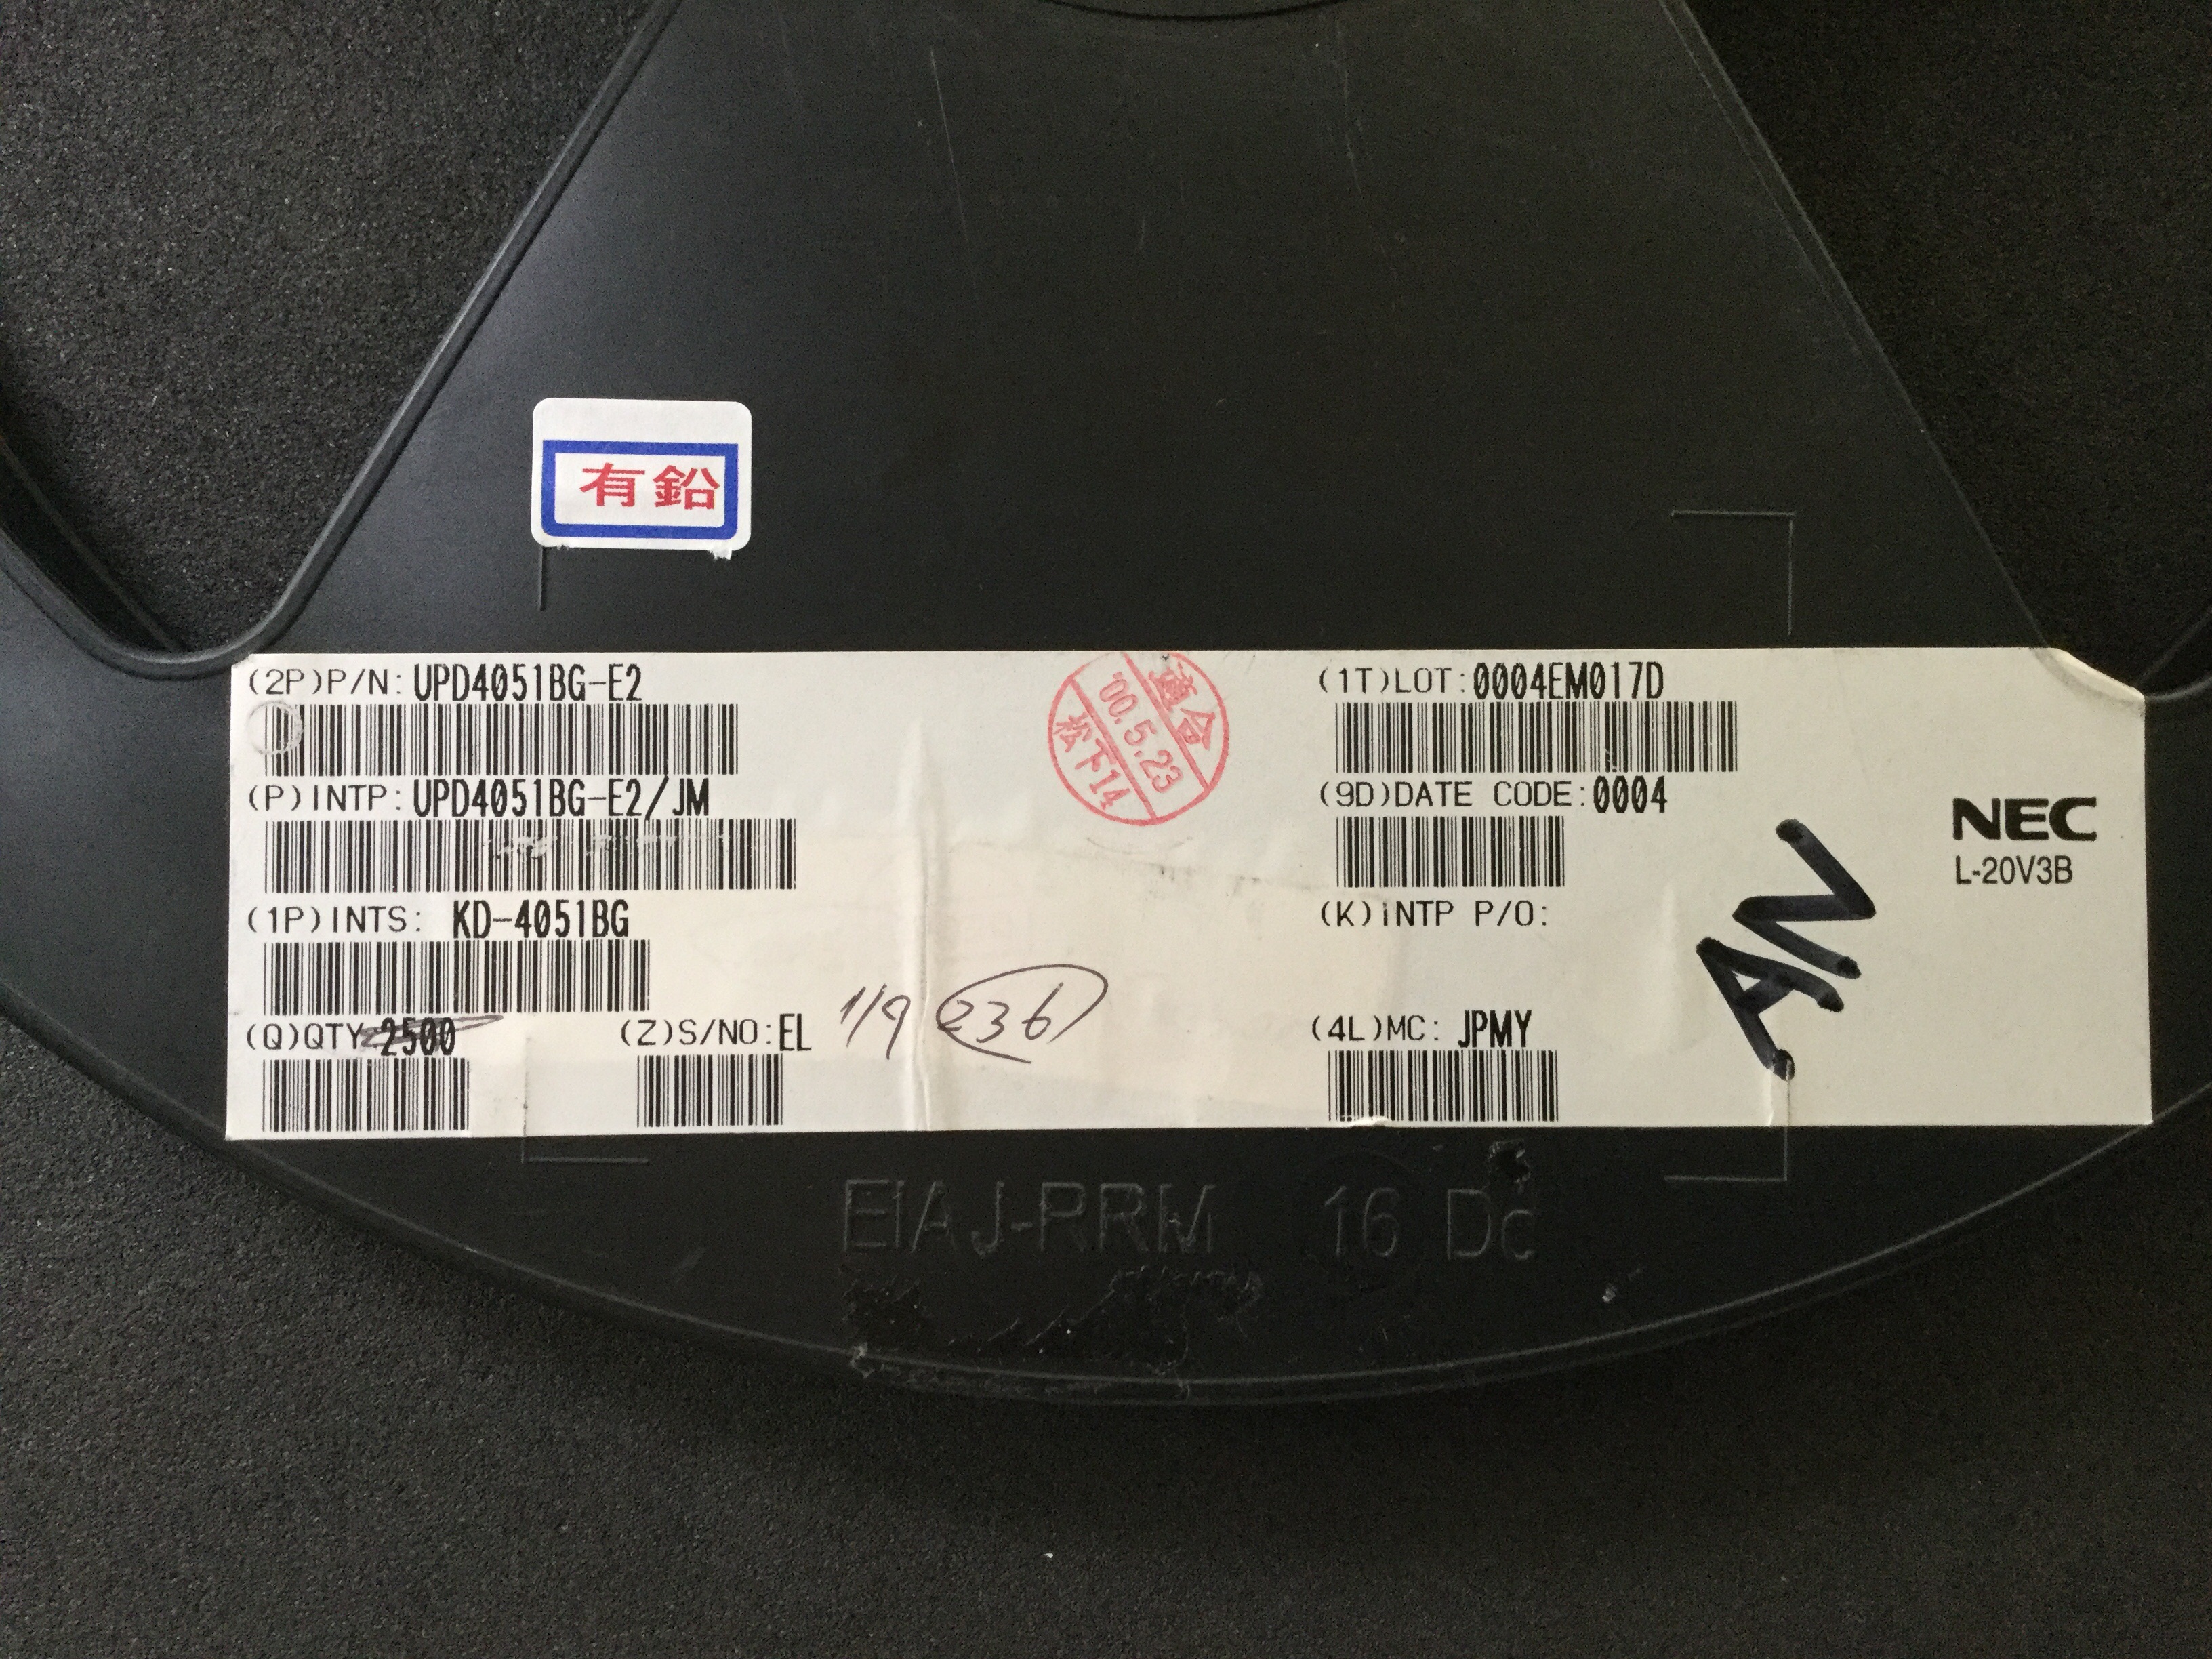 有鉛
(2P)P/N: UPD4051BG-E2
(P)INTP: UPD4051BG-E2/JM
(1P)INTS: KD-4051BG
(Q)QTY 2500
(Z)S/NO: EL
1/9 236
適合
'00.5.23
松下14
(1T)LOT: 0004EM017D
(9D)DATE CODE: 0004
(K)INTP P/O:
(4L)MC: JPMY
AN
NEC
L-20V3B
EIAJ-RRM 16 Dc